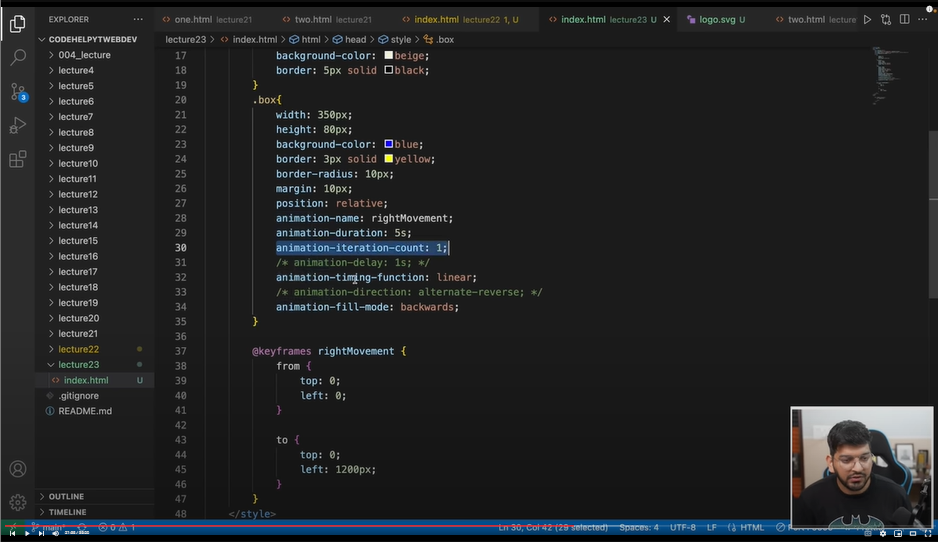 EXPLORER
one.html lecture21
two.html lecture21
index.html lecture22 1, U
index.html lecture23 U
logo.svg U
two.html lecture
CODEHELPYTWEBDEV
lecture23 > index.html > html > head > style > .box
004_lecture
lecture4
lecture5
lecture6
lecture7
lecture8
lecture9
lecture10
lecture11
lecture12
lecture13
lecture14
lecture15
lecture16
lecture17
lecture18
lecture19
lecture20
lecture21
lecture22
lecture23
index.html U
.gitignore
README.md
OUTLINE
TIMELINE
3
17 background-color: beige;
18 border: 5px solid black;
19 }
20 .box{
21 width: 350px;
22 height: 80px;
23 background-color: blue;
24 border: 3px solid yellow;
25 border-radius: 10px;
26 margin: 10px;
27 position: relative;
28 animation-name: rightMovement;
29 animation-duration: 5s;
30 animation-iteration-count: 1;
31 /* animation-delay: 1s; */
32 animation-timing-function: linear;
33 /* animation-direction: alternate-reverse; */
34 animation-fill-mode: backwards;
35 }
36
37 @keyframes rightMovement {
38 from {
39 top: 0;
40 left: 0;
41 }
42
43 to {
44 top: 0;
45 left: 1200px;
46 }
47 }
48 </style>
main* 0 1 Ln 30, Col 42 (29 selected) Spaces: 4 UTF-8 LF HTML